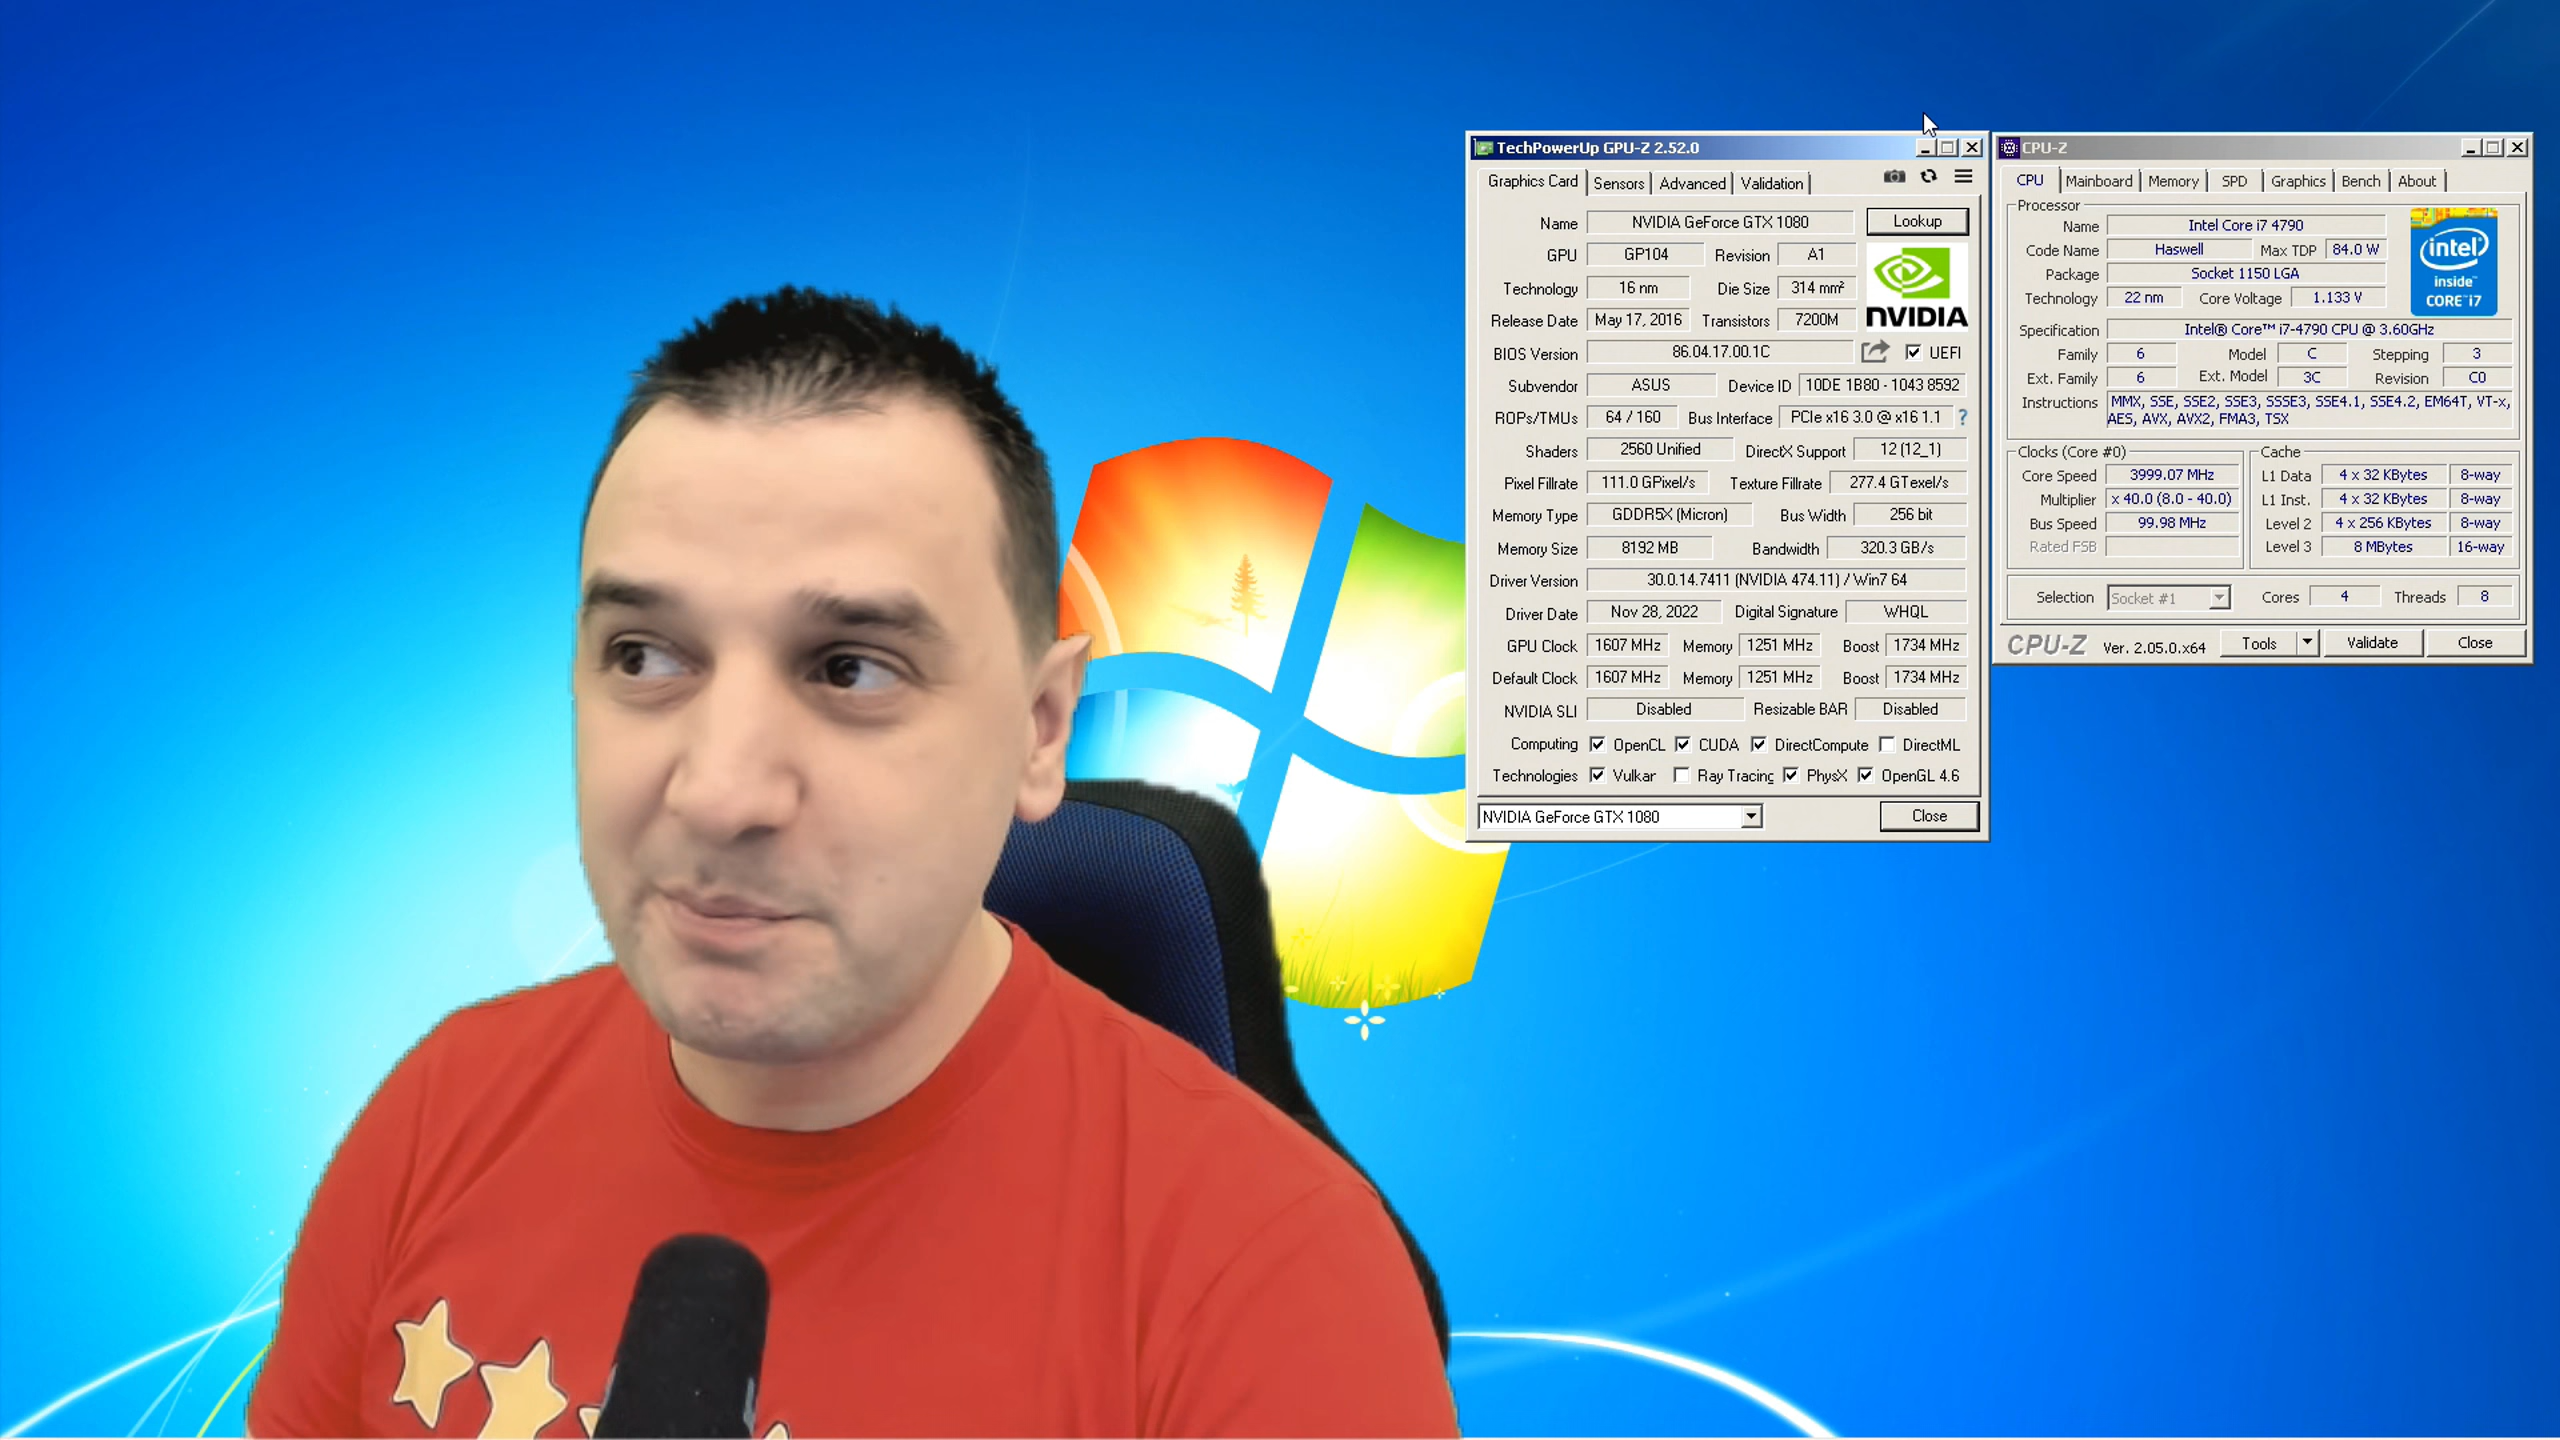 TechPowerUp GPU-Z 2.52.0
Graphics Card Sensors Advanced Validation
Name NVIDIA GeForce GTX 1080 Lookup
GPU GP104 Revision A1
Technology 16 nm Die Size 314 mm²
Release Date May 17, 2016 Transistors 7200M
NVIDIA
BIOS Version 86.04.17.00.1C UEFI
Subvendor ASUS Device ID 10DE 1B80 - 1043 8592
ROPs/TMUs 64 / 160 Bus Interface PCIe x16 3.0 @ x16 1.1 ?
Shaders 2560 Unified DirectX Support 12 (12_1)
Pixel Fillrate 111.0 GPixel/s Texture Fillrate 277.4 GTexel/s
Memory Type GDDR5X (Micron) Bus Width 256 bit
Memory Size 8192 MB Bandwidth 320.3 GB/s
Driver Version 30.0.14.7411 (NVIDIA 474.11) / Win7 64
Driver Date Nov 28, 2022 Digital Signature WHQL
GPU Clock 1607 MHz Memory 1251 MHz Boost 1734 MHz
Default Clock 1607 MHz Memory 1251 MHz Boost 1734 MHz
NVIDIA SLI Disabled Resizable BAR Disabled
Computing OpenCL CUDA DirectCompute DirectML
Technologies Vulkar Ray Tracing PhysX OpenGL 4.6
NVIDIA GeForce GTX 1080 Close
CPU-Z
CPU Mainboard Memory SPD Graphics Bench About
Processor
Name Intel Core i7 4790
Code Name Haswell Max TDP 84.0 W
Package Socket 1150 LGA
Technology 22 nm Core Voltage 1.133 V
intel
inside™
CORE™i7
Specification Intel® Core™ i7-4790 CPU @ 3.60GHz
Family 6 Model C Stepping 3
Ext. Family 6 Ext. Model 3C Revision C0
Instructions MMX, SSE, SSE2, SSE3, SSSE3, SSE4.1, SSE4.2, EM64T, VT-x,
AES, AVX, AVX2, FMA3, TSX
Clocks (Core #0) Cache
Core Speed 3999.07 MHz L1 Data 4 x 32 KBytes 8-way
Multiplier x 40.0 (8.0 - 40.0) L1 Inst. 4 x 32 KBytes 8-way
Bus Speed 99.98 MHz Level 2 4 x 256 KBytes 8-way
Rated FSB Level 3 8 MBytes 16-way
Selection Socket #1 Cores 4 Threads 8
CPU-Z Ver. 2.05.0.x64 Tools Validate Close